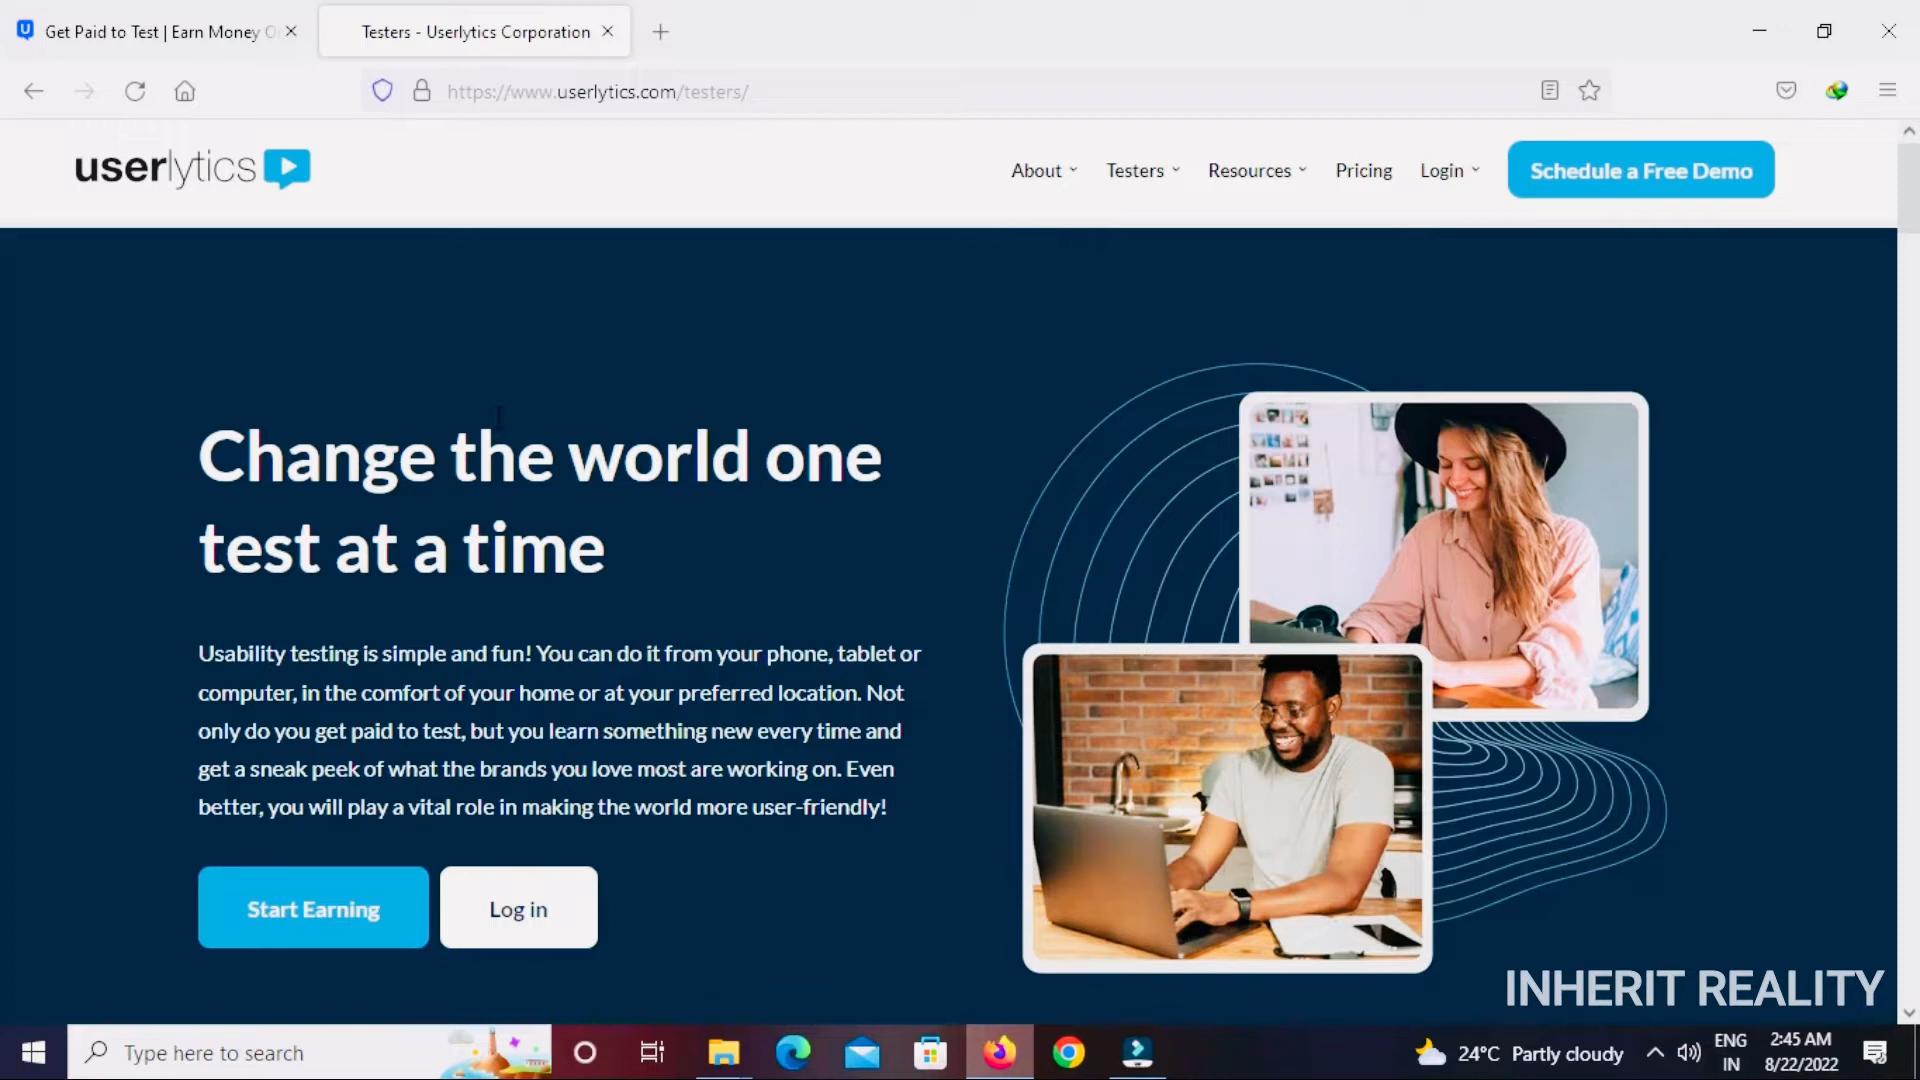 Get Paid to Test | Earn Money O
Testers - Userlytics Corporation
https://www.userlytics.com/testers/
userlytics
About
Testers
Resources
Pricing
Login
Schedule a Free Demo
Change the world one
test at a time
Usability testing is simple and fun! You can do it from your phone, tablet or
computer, in the comfort of your home or at your preferred location. Not
only do you get paid to test, but you learn something new every time and
get a sneak peek of what the brands you love most are working on. Even
better, you will play a vital role in making the world more user-friendly!
Start Earning
Log in
INHERIT REALITY
Type here to search
24°C Partly cloudy
ENG
IN
2:45 AM
8/22/2022